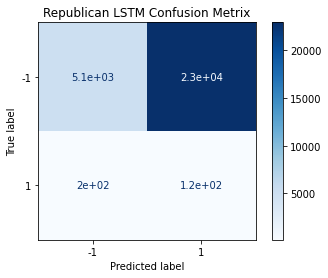 Republican LSTM Confusion Metrix
True label
-1
5.1e+03
2.3e+04
1
2e+02
1.2e+02
-1
1
Predicted label
20000
15000
10000
5000